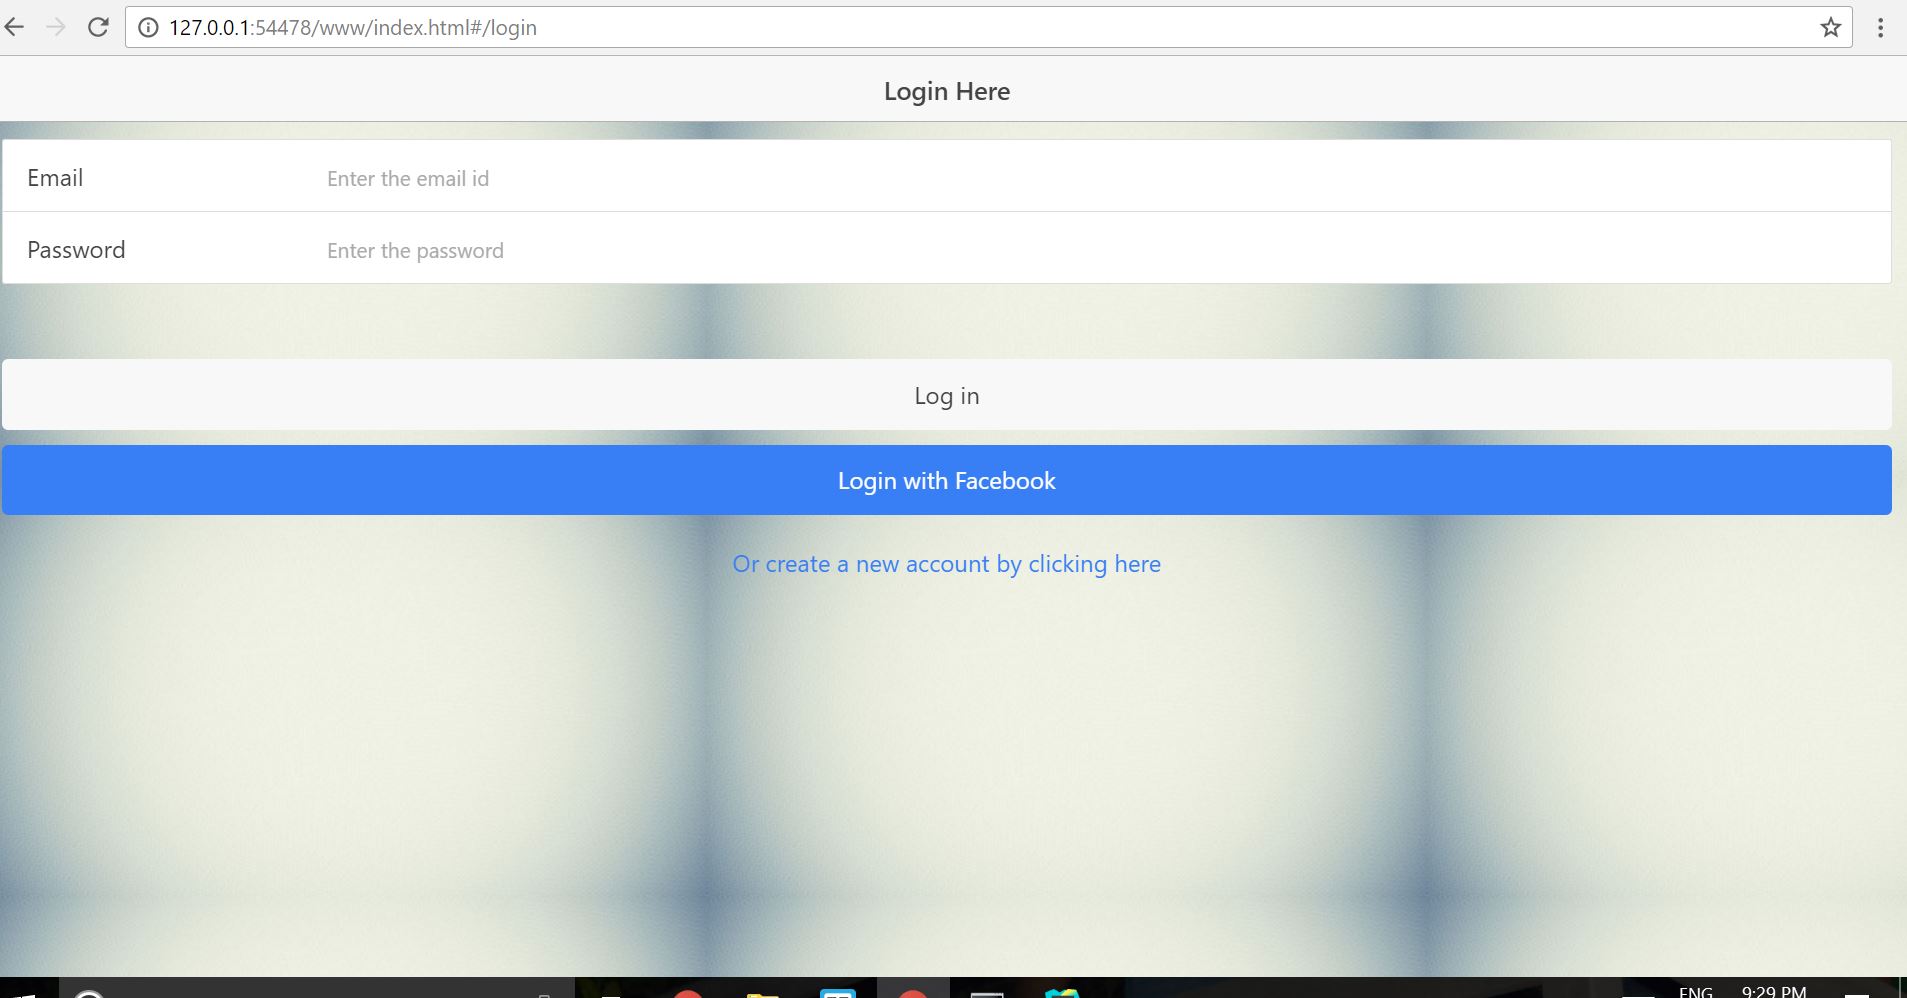 127.0.0.1:54478/www/index.html#/login
Login Here
Email Enter the email id
Password Enter the password
Log in
Login with Facebook
Or create a new account by clicking here
ENG 9:29 PM